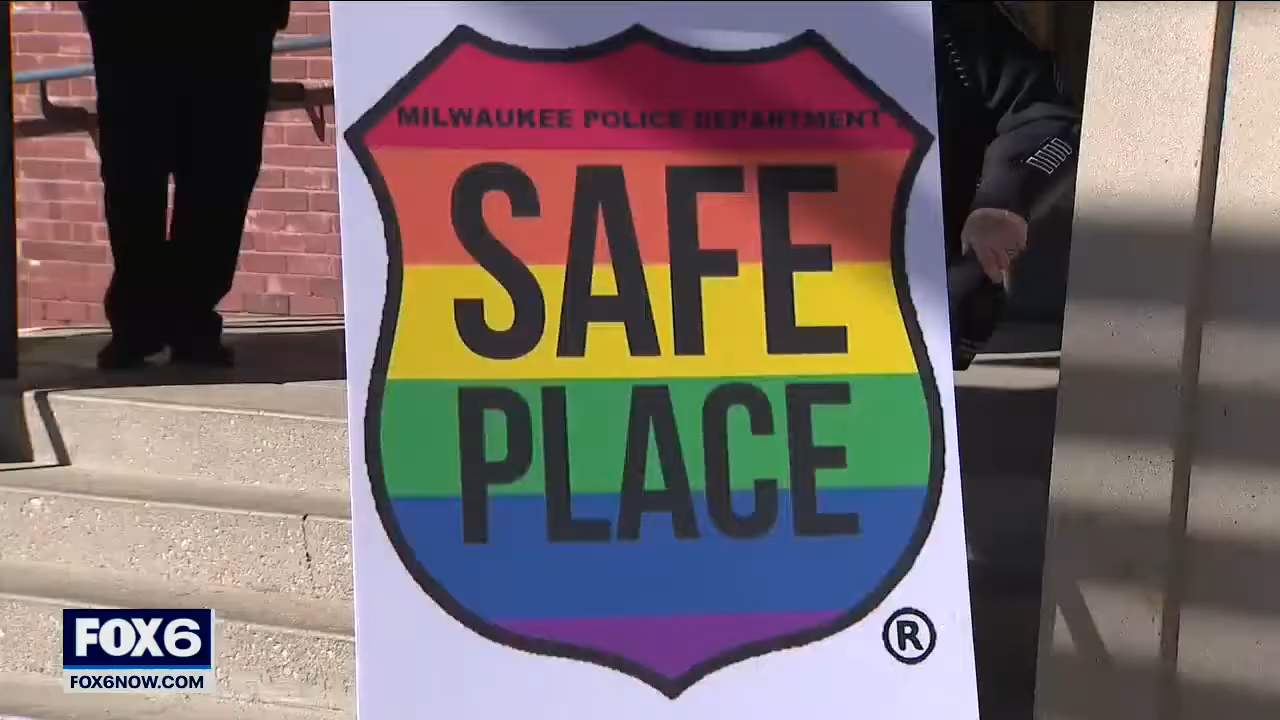 MILWAUKEE POLICE DEPARTMENT
SAFE
PLACE
®
FOX6
FOX6NOW.COM